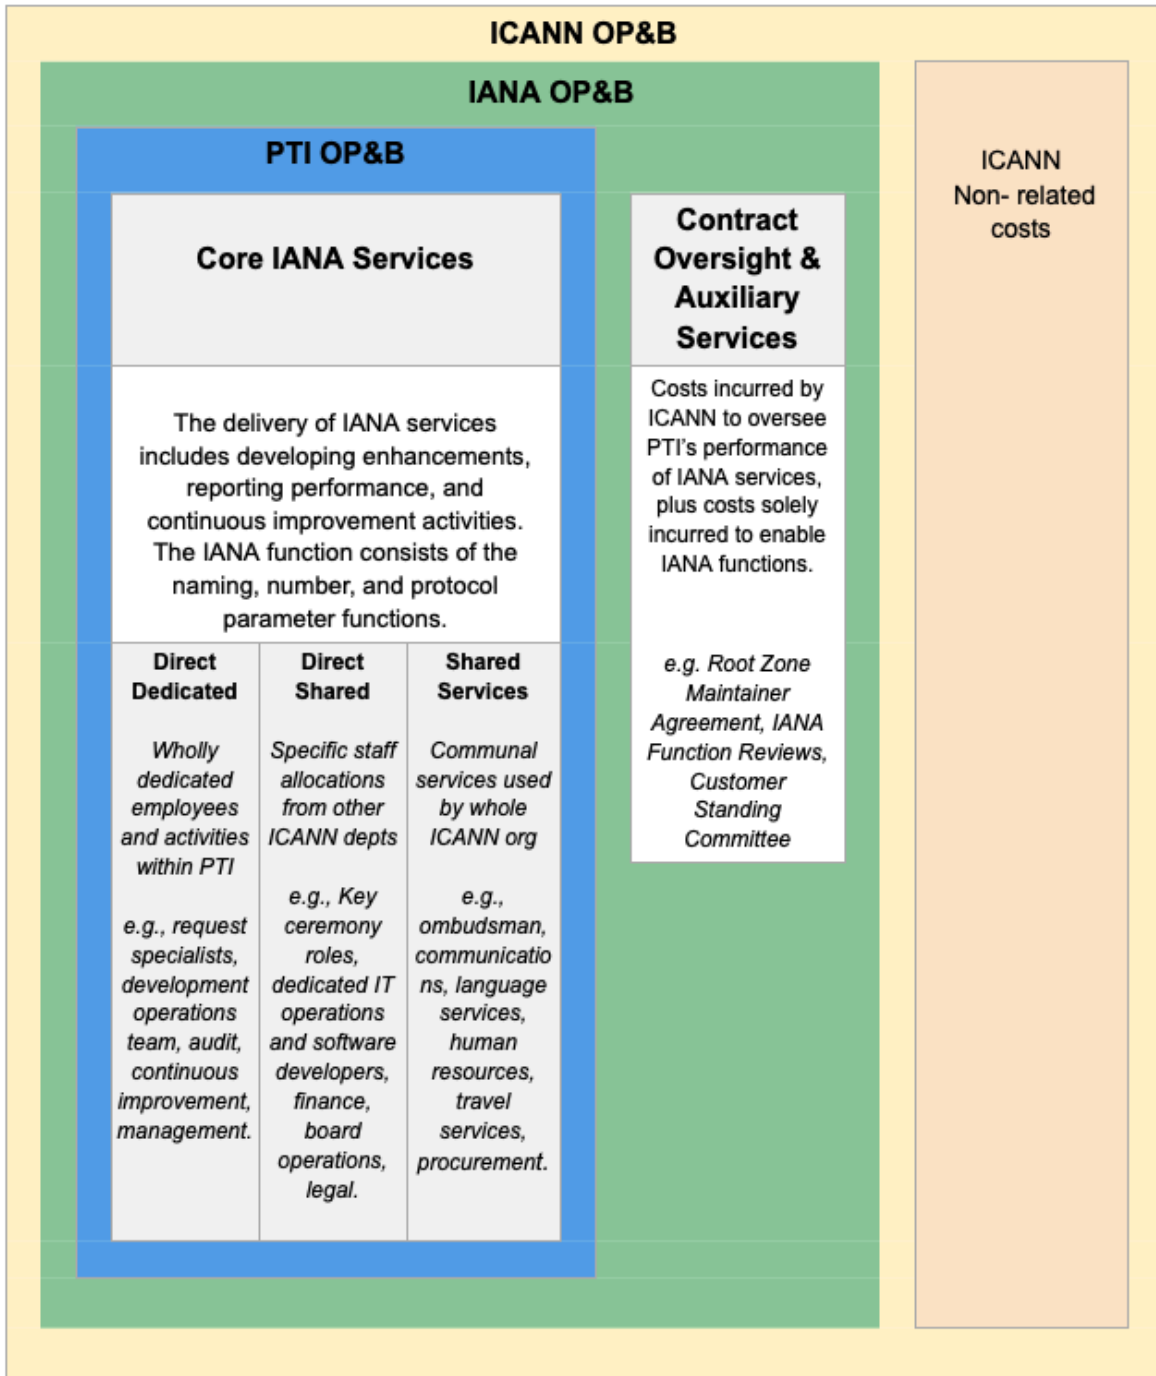 ICANN OP&B
IANA OP&B
PTI OP&B
Core IANA Services
The delivery of IANA services
includes developing enhancements,
reporting performance, and
continuous improvement activities.
The IANA function consists of the
naming, number, and protocol
parameter functions.
Direct
Dedicated
Wholly
dedicated
employees
and activities
within PTI
e.g., request
specialists,
development
operations
team, audit,
continuous
improvement,
management.
Direct
Shared
Specific staff
allocations
from other
ICANN depts
e.g., Key
ceremony
roles,
dedicated IT
operations
and software
developers,
finance,
board
operations,
legal.
Shared
Services
Communal
services used
by whole
ICANN org
e.g.,
ombudsman,
communicatio
ns, language
services,
human
resources,
travel
services,
procurement.
Contract
Oversight &
Auxiliary
Services
Costs incurred by
ICANN to oversee
PTI's performance
of IANA services,
plus costs solely
incurred to enable
IANA functions.
e.g. Root Zone
Maintainer
Agreement, IANA
Function Reviews,
Customer
Standing
Committee
ICANN
Non- related
costs